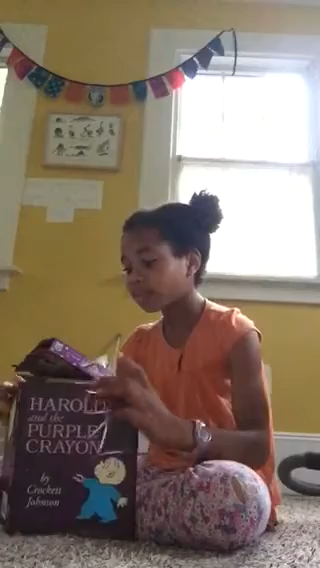 HAROLD
and the
PURPLE
CRAYON
by
Crockett
Johnson